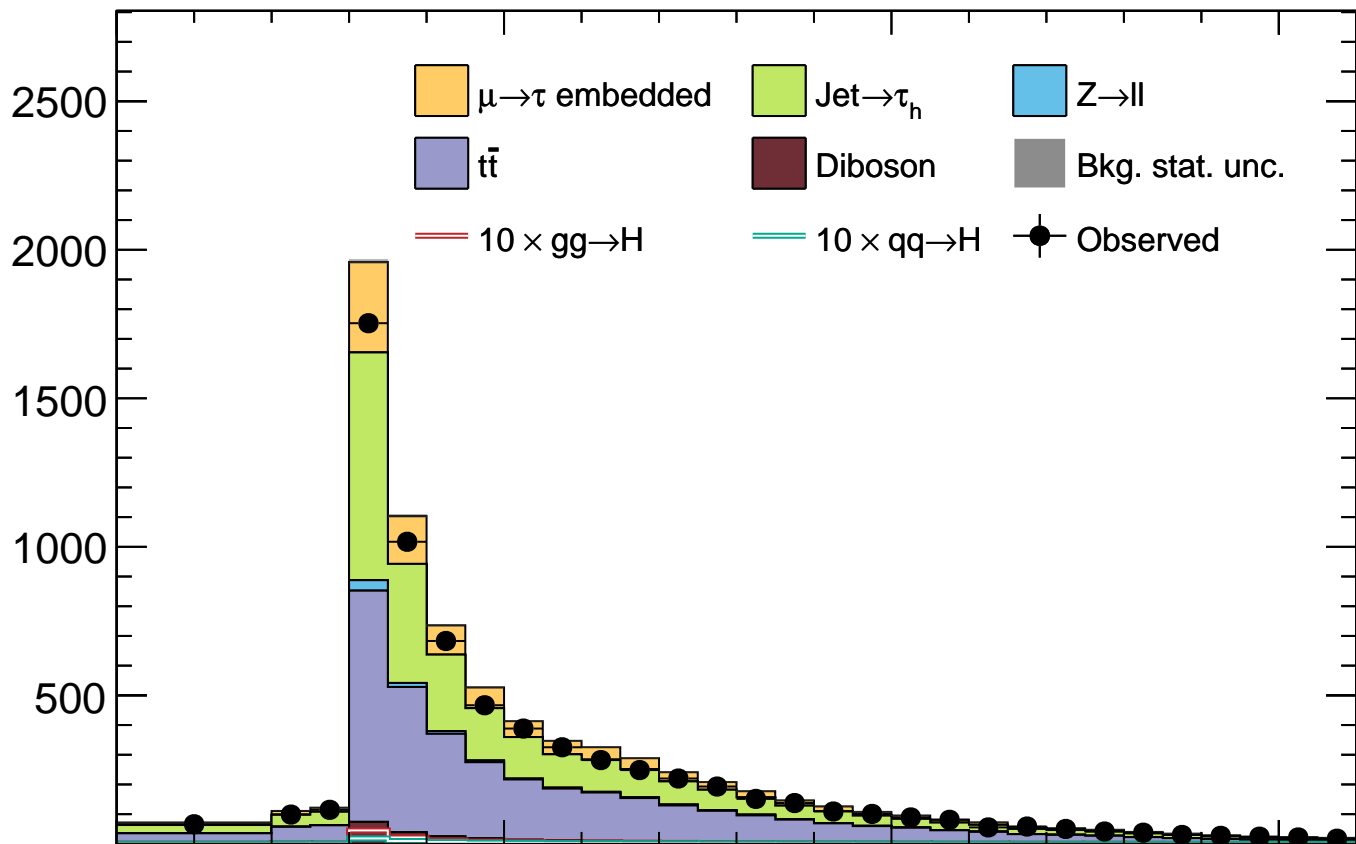 μ→τ embedded Jet→τh Z→ll
tt̄ Diboson Bkg. stat. unc.
10 × gg→H 10 × qq→H Observed
2500
2000
1500
1000
500